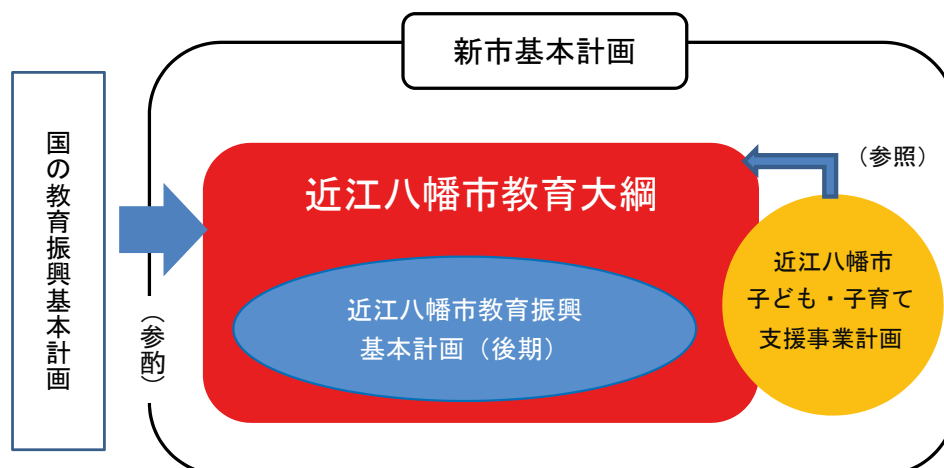 新市基本計画
国の教育振興基本計画
(参酌)
近江八幡市教育大綱
(参照)
近江八幡市教育振興
基本計画(後期)
近江八幡市
子ども・子育て
支援事業計画